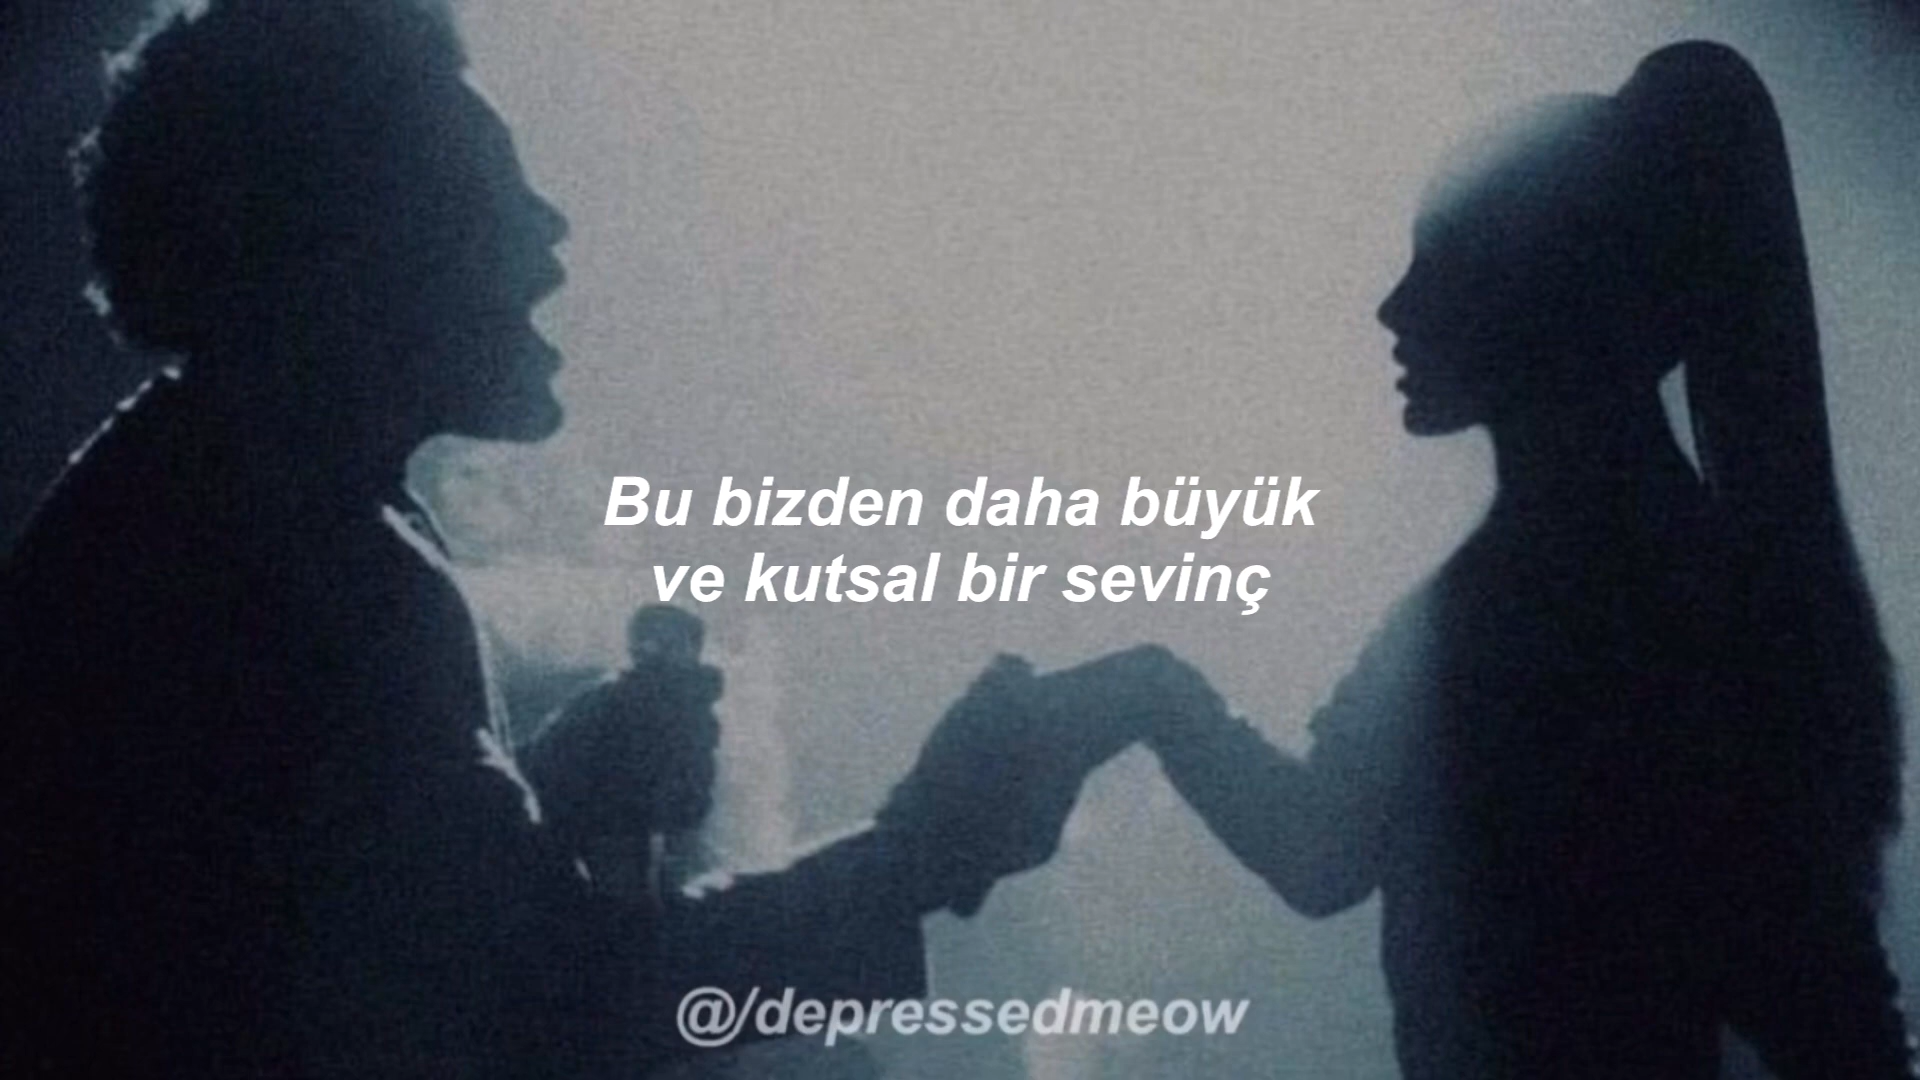 Bu bizden daha büyük
ve kutsal bir sevinç
@/depressedmeow